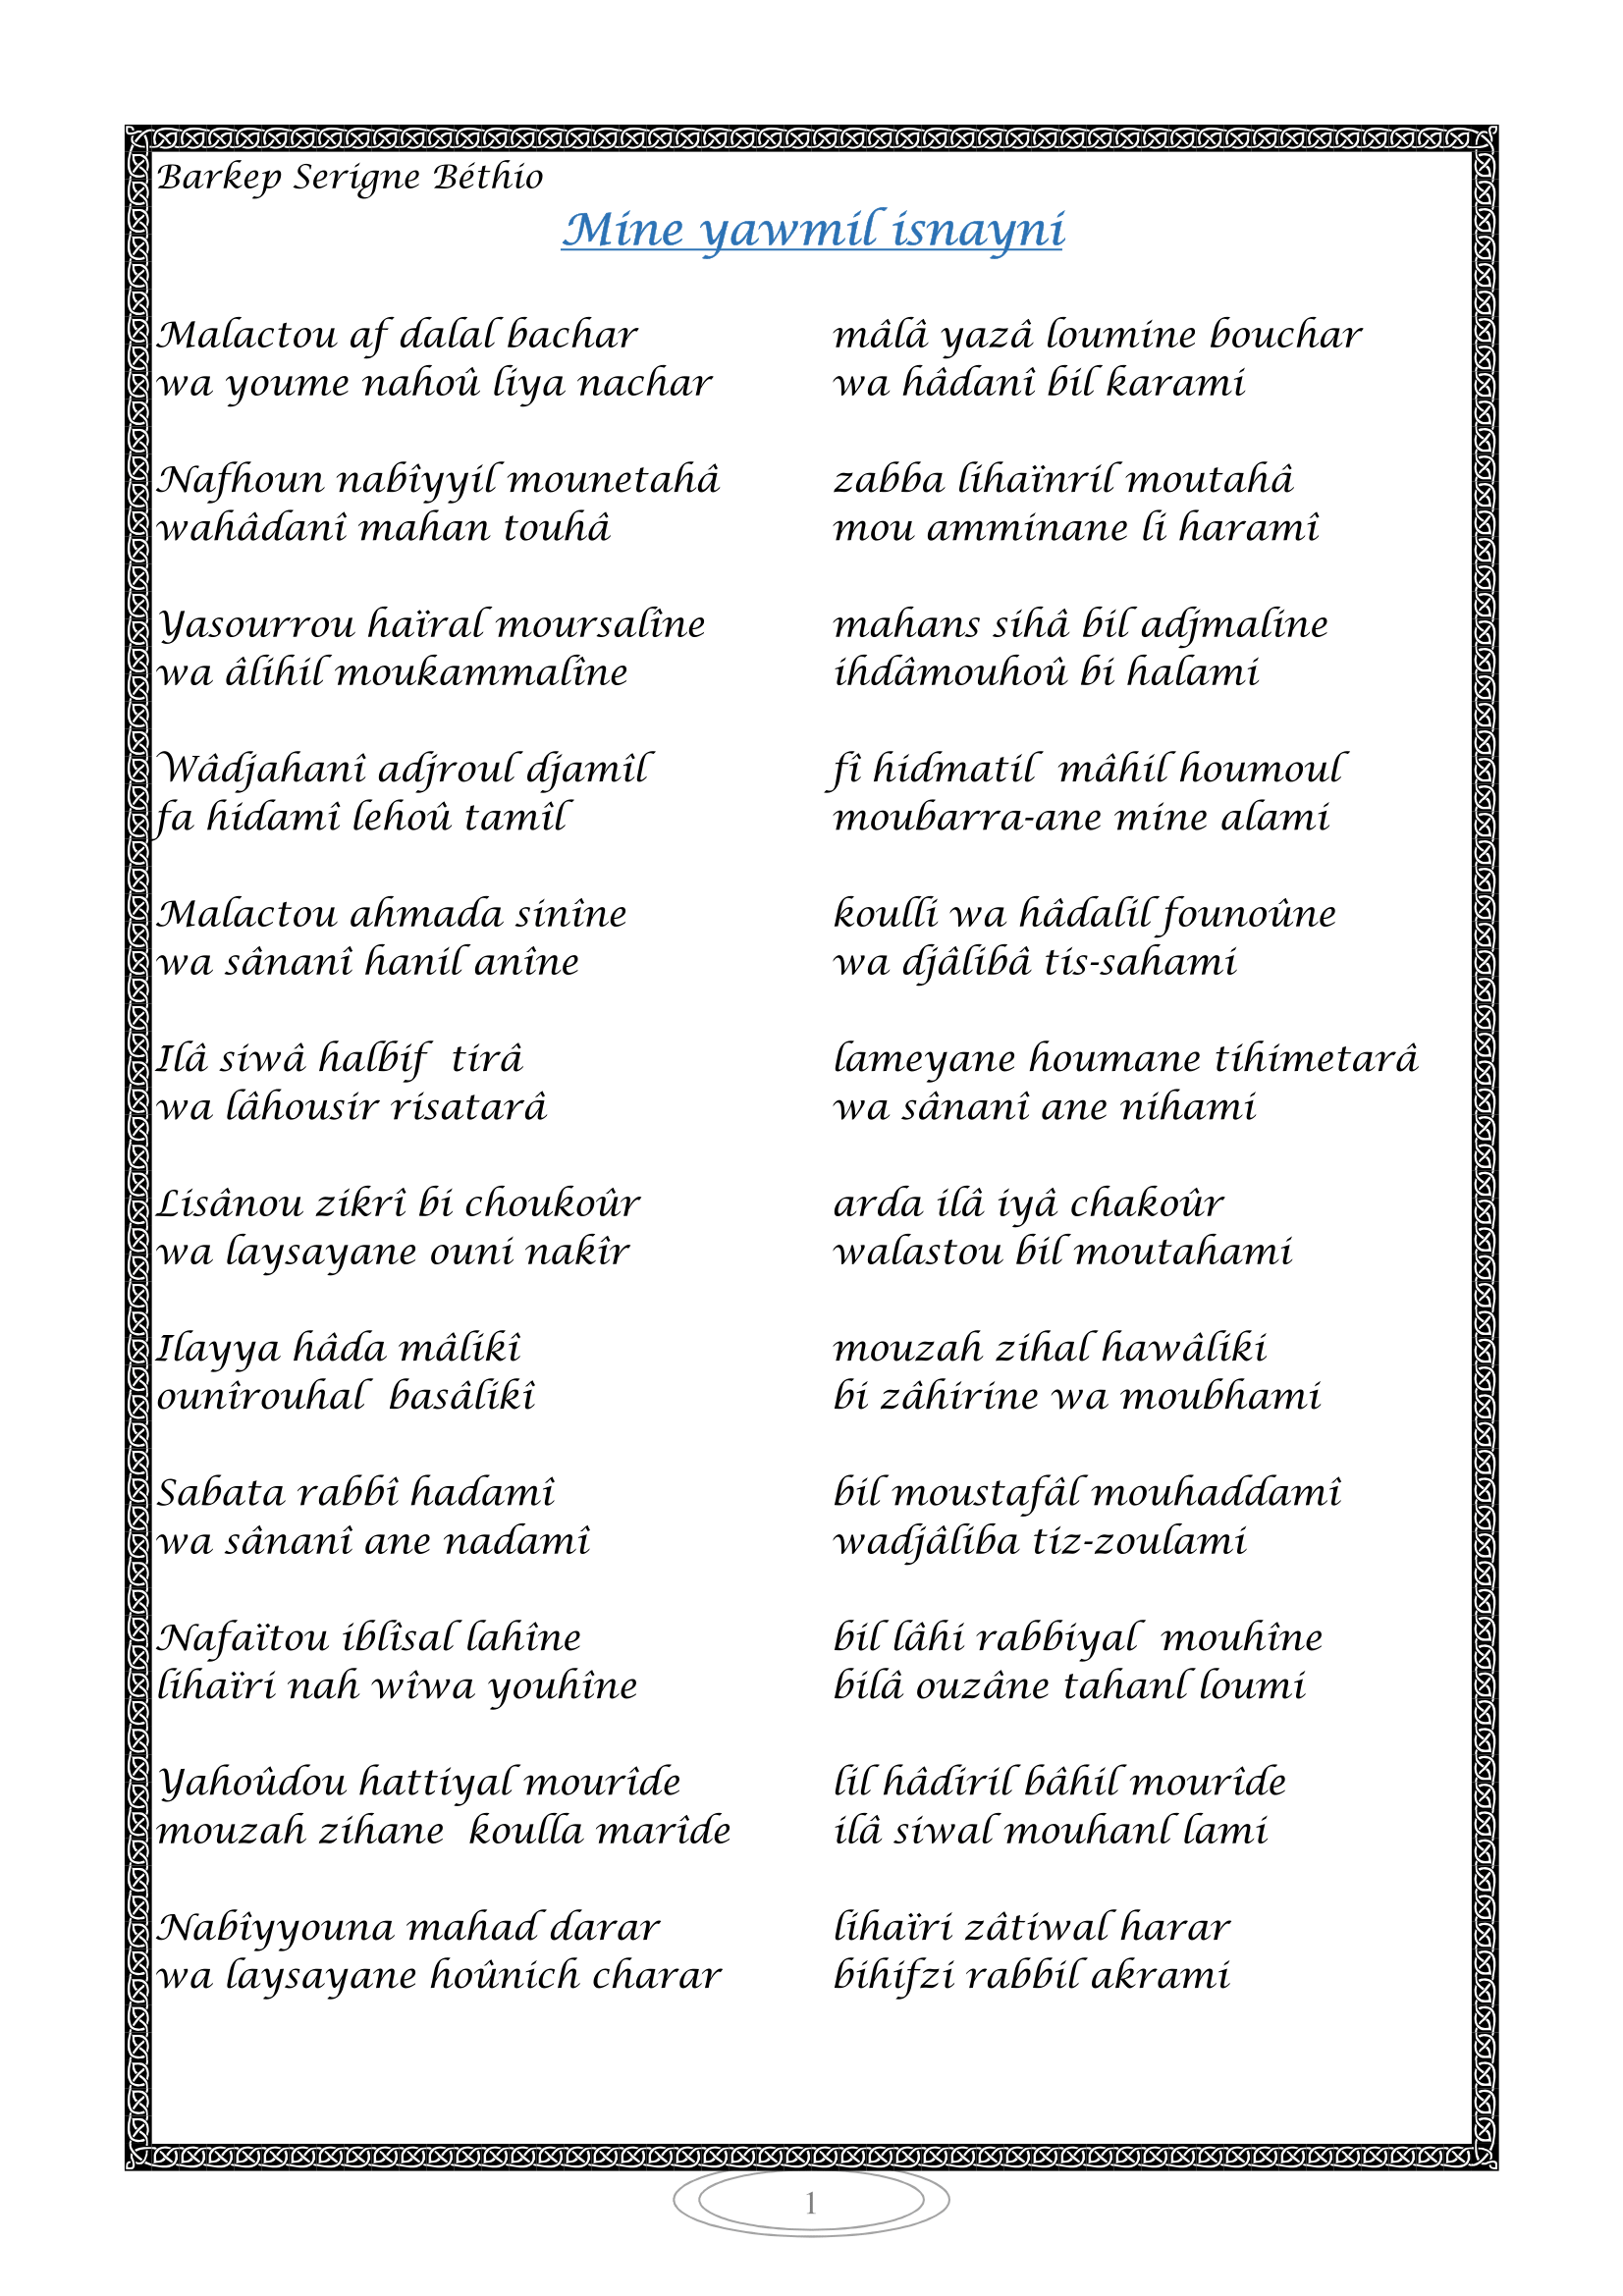 Barkep Serigne Béthio
Mine yawmil isnayni
Malactou af dalal bachar mâlâ yazâ loumine bouchar
wa youme nahoû liya nachar wa hâdanî bil karami
Nafhoun nabîyyil mounetahâ zabba lihaïnril moutahâ
wahâdanî mahan touhâ mou amminane li haramî
Yasourrou haïral moursalîne mahans sihâ bil adjmaline
wa âlihil moukammalîne ihdâmouhoû bi halami
Wâdjahanî adjroul djamîl fî hidmatil mâhil houmoul
fa hidamî lehoû tamîl moubarra-ane mine alami
Malactou ahmada sinîne koulli wa hâdalil founoûne
wa sânanî hanil anîne wa djâlibâ tis-sahami
Ilâ siwâ halbif tirâ lameyane houmane tihimetarâ
wa lâhousir risatarâ wa sânanî ane nihami
Lisânou zikrî bi choukoûr arda ilâ iyâ chakoûr
wa laysayane ouni nakîr walastou bil moutahami
Ilayya hâda mâlikî mouzah zihal hawâliki
ounîrouhal basâlikî bi zâhirine wa moubhami
Sabata rabbî hadamî bil moustafâl mouhaddamî
wa sânanî ane nadamî wadjâliba tiz-zoulami
Nafaïtou iblîsal lahîne bil lâhi rabbiyal mouhîne
lihaïri nah wîwa youhîne bilâ ouzâne tahanl loumi
Yahoûdou hattiyal mourîde lil hâdiril bâhil mourîde
mouzah zihane koulla marîde ilâ siwal mouhanl lami
Nabîyyouna mahad darar lihaïri zâtiwal harar
wa laysayane hoûnich charar bihifzi rabbil akrami
1